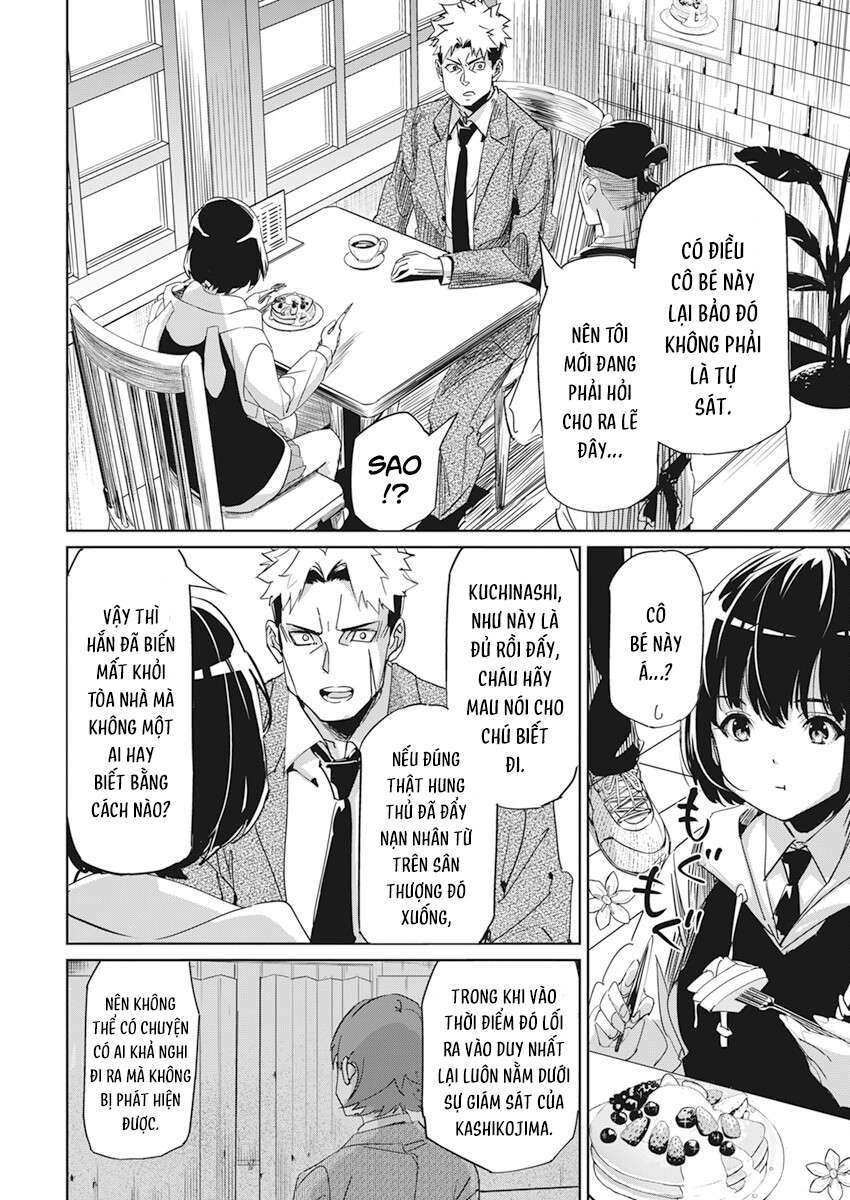 CÓ ĐIỀU
CÔ BÉ NÀY
LẠI BẢO ĐÓ
KHÔNG PHẢI
LÀ TỰ
SÁT.
NÊN TÔI
MỚI ĐANG
PHẢI HỎI
CHO RA LẼ
ĐÂY...
SAO
!?
CÔ
BÉ NÀY
Á...?
もぐ
もぐ
KUCHINASHI,
NHƯ NÀY LÀ
ĐỦ RỒI ĐẤY,
CHÁU HÃY
MAU NÓI CHO
CHÚ BIẾT
ĐI.
NẾU ĐÚNG
THẬT HUNG
THỦ ĐÃ ĐẨY
NẠN NHÂN TỪ
TRÊN SÂN
THƯỢNG ĐÓ
XUỐNG,
VẬY THÌ
HẮN ĐÃ BIẾN
MẤT KHỎI
TÒA NHÀ MÀ
KHÔNG MỘT
AI HAY
BIẾT BẰNG
CÁCH NÀO?
TRONG KHI VÀO
THỜI ĐIỂM ĐÓ LỐI
RA VÀO DUY NHẤT
LẠI LUÔN NẰM DƯỚI
SỰ GIÁM SÁT CỦA
KASHIKOJIMA.
NÊN KHÔNG
THỂ CÓ CHUYỆN
CÓ AI KHẢ NGHI
ĐI RA MÀ KHÔNG
BỊ PHÁT HIỆN
ĐƯỢC.